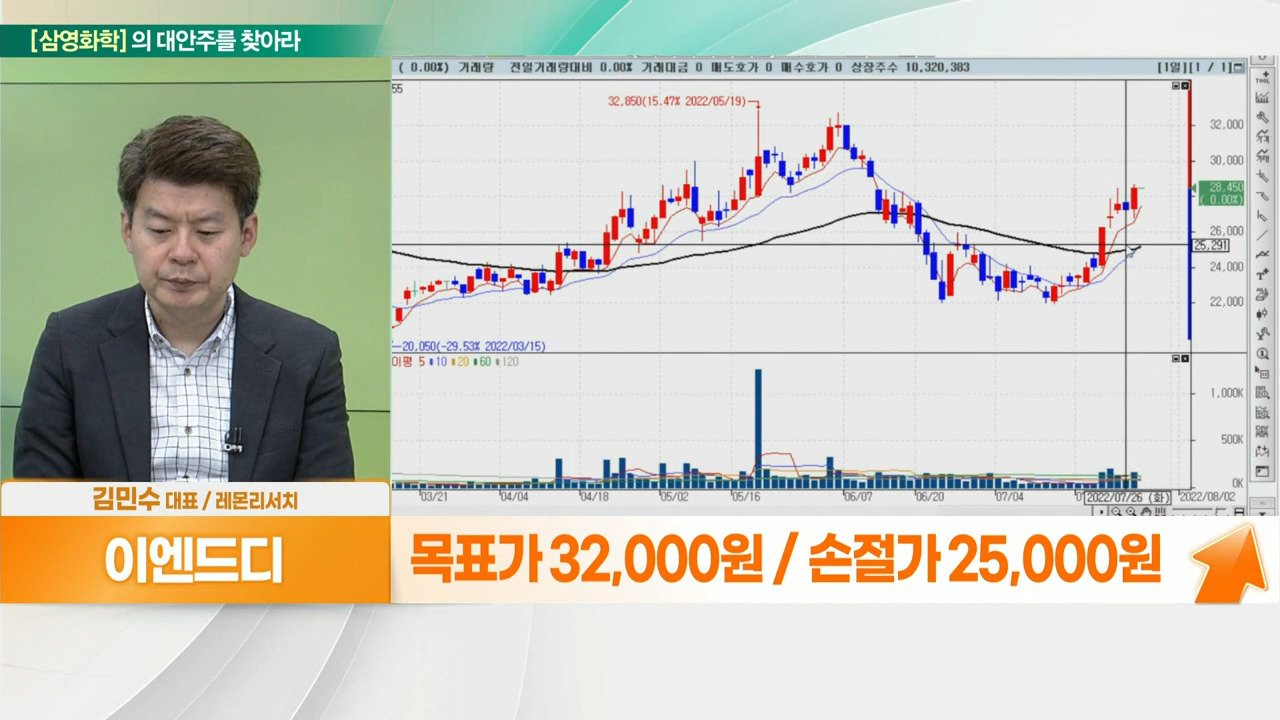 [삼영화학] 의 대안주를 찾아라
( 0.00%) 거래량 전일거래량대비 0.00% 거래대금 0 매도호가 0 매수호가 0 상장주수 10,320,383 [1일][1 / 1]
55
32,850(15.47% 2022/05/19)
32,000
30,000
28,450
( 0.00%)
26,000
25,291
24,000
22,000
20,050(-29.53% 2022/03/15)
이평 5 10 20 60 120
1,000K
500K
0K
03/21 04/04 04/18 05/02 05/16 06/07 06/20 07/04 2022/07/26 (화) 2022/08/02
김민수 대표 / 레몬리서치
이엔드디
목표가 32,000원 / 손절가 25,000원